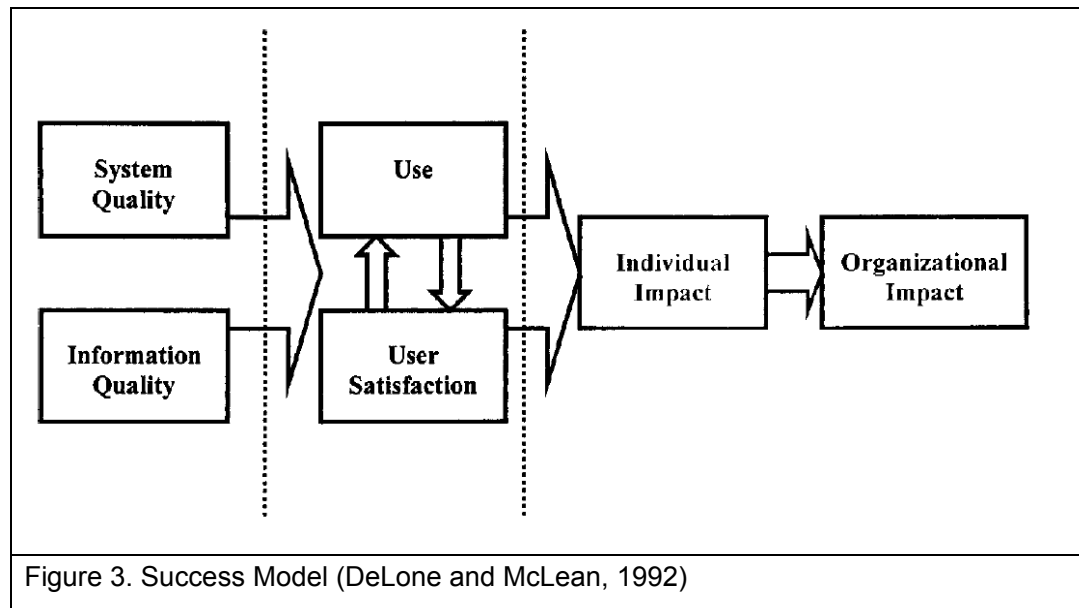 System
Quality
Use
Individual
Impact
Organizational
Impact
Information
Quality
User
Satisfaction
Figure 3. Success Model (DeLone and McLean, 1992)